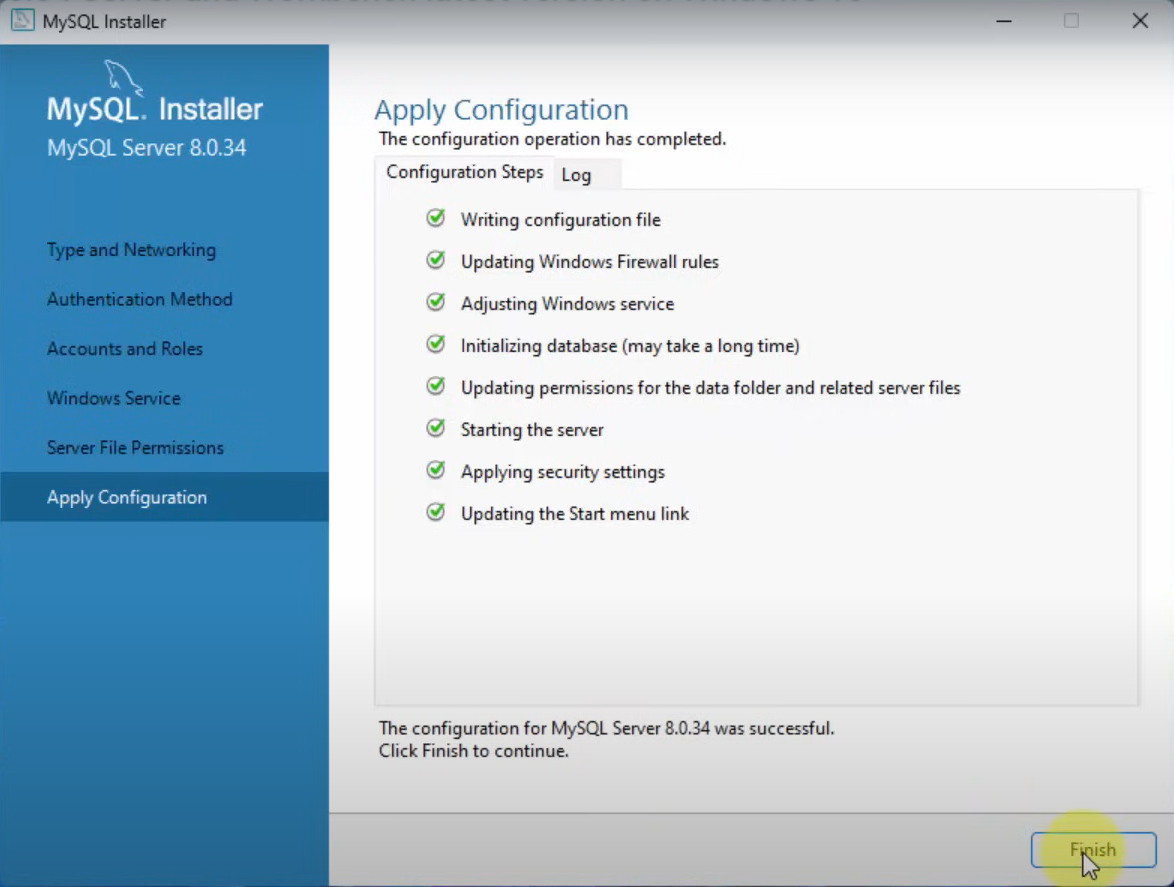 MySQL Installer
MySQL. Installer
MySQL Server 8.0.34
Type and Networking
Authentication Method
Accounts and Roles
Windows Service
Server File Permissions
Apply Configuration
Apply Configuration
The configuration operation has completed.
Configuration Steps
Log
Writing configuration file
Updating Windows Firewall rules
Adjusting Windows service
Initializing database (may take a long time)
Updating permissions for the data folder and related server files
Starting the server
Applying security settings
Updating the Start menu link
The configuration for MySQL Server 8.0.34 was successful.
Click Finish to continue.
Finish